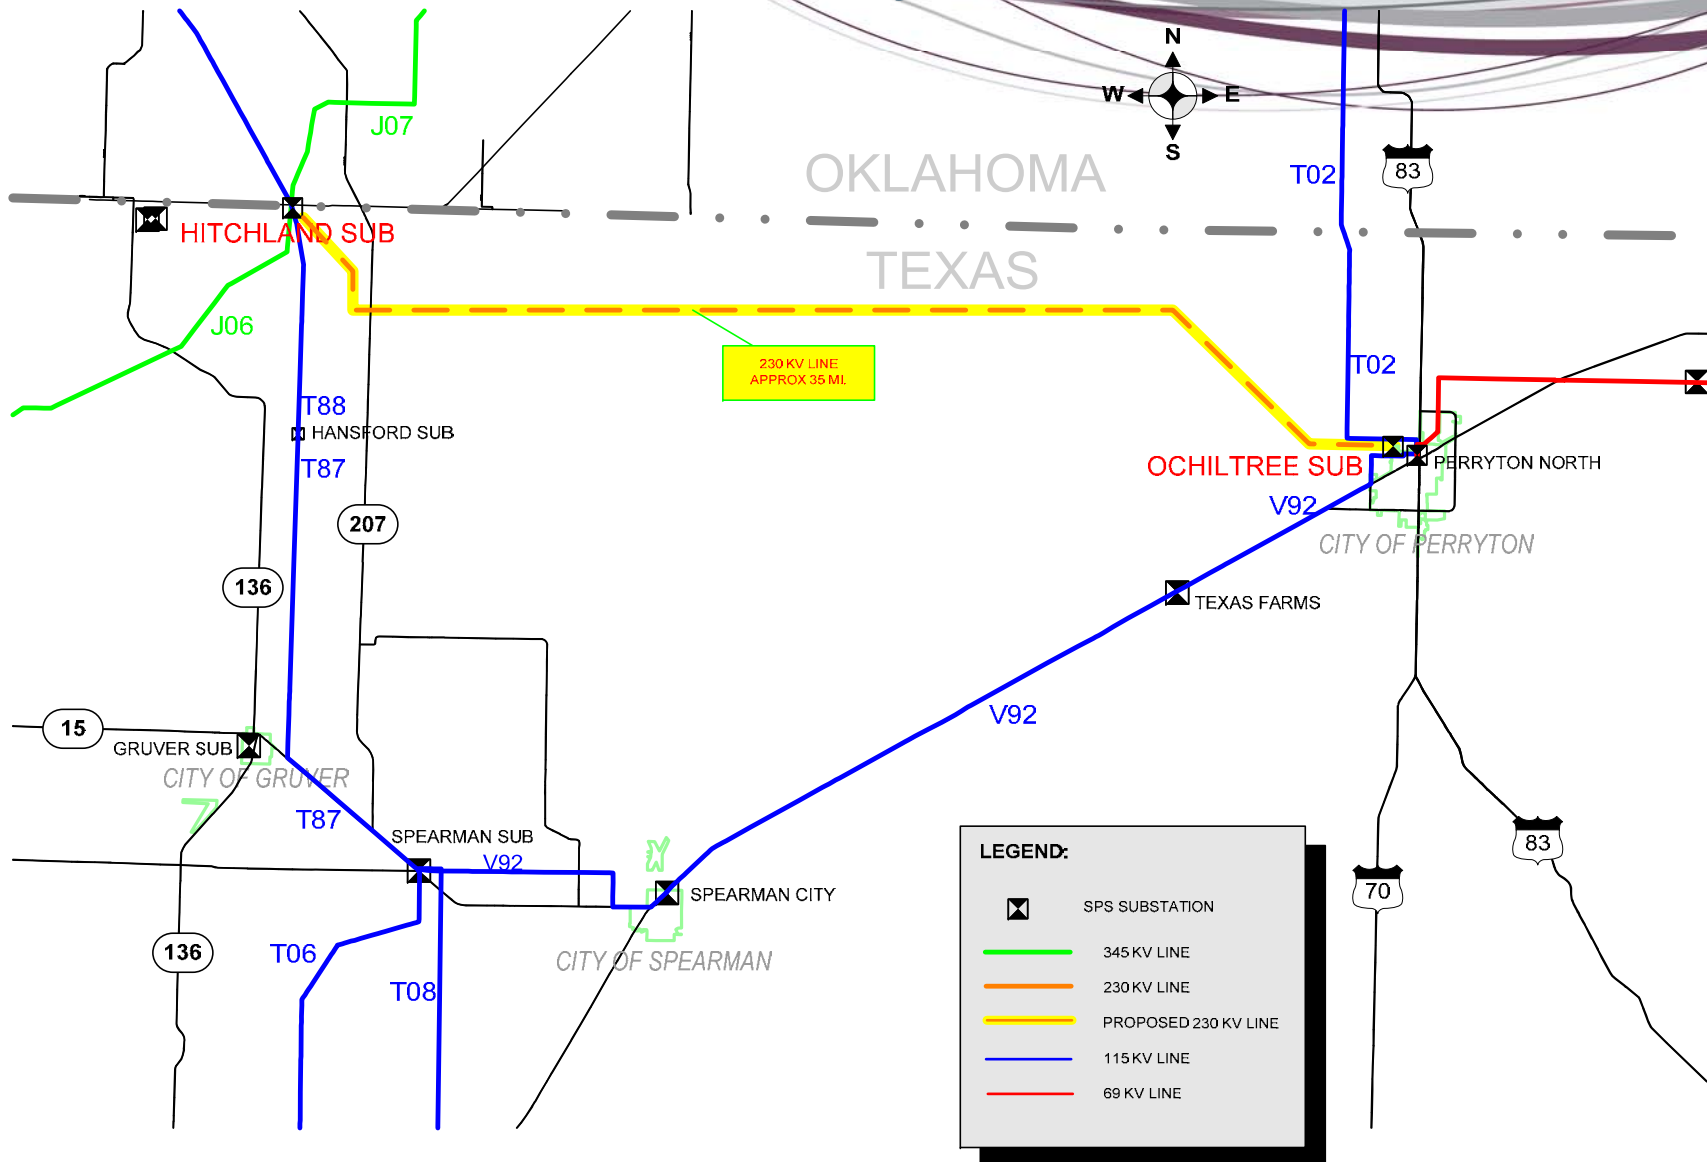 N
W E
S
J07
OKLAHOMA
T02
83
HITCHLAND SUB
TEXAS
J06
230 KV LINE
APPROX 35 MI.
T02
T88
HANSFORD SUB
T87
OCHILTREE SUB
PERRYTON NORTH
V92
207
CITY OF PERRYTON
136
TEXAS FARMS
V92
15
GRUVER SUB
CITY OF GRUVER
T87
SPEARMAN SUB
V92
SPEARMAN CITY
83
70
136
T06
CITY OF SPEARMAN
T08
LEGEND:
SPS SUBSTATION
345 KV LINE
230 KV LINE
PROPOSED 230 KV LINE
115 KV LINE
69 KV LINE